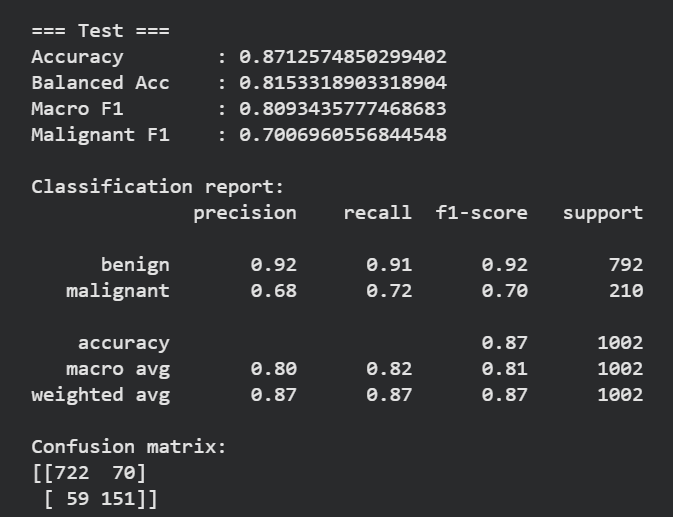 === Test ===
Accuracy        : 0.8712574850299402
Balanced Acc    : 0.8153318903318904
Macro F1        : 0.8093435777468683
Malignant F1    : 0.7006960556844548

Classification report:
              precision    recall  f1-score   support

      benign       0.92      0.91      0.92       792
   malignant       0.68      0.72      0.70       210

    accuracy                           0.87      1002
   macro avg       0.80      0.82      0.81      1002
weighted avg       0.87      0.87      0.87      1002

Confusion matrix:
[[722  70]
 [ 59 151]]